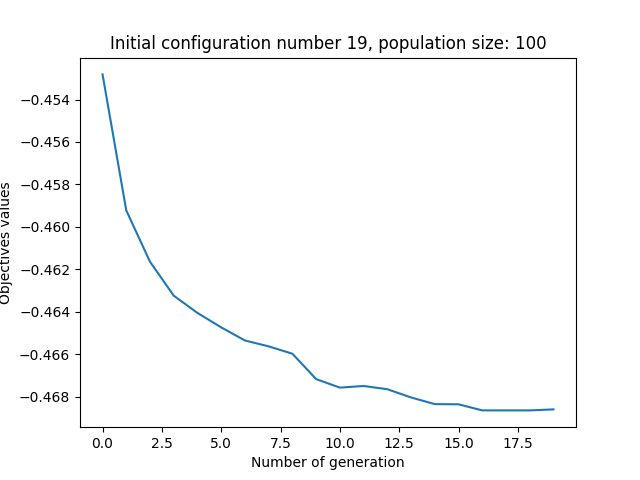 Initial configuration number 19, population size: 100
Objectives values
−0.454
−0.456
−0.458
−0.460
−0.462
−0.464
−0.466
−0.468
0.0 2.5 5.0 7.5 10.0 12.5 15.0 17.5
Number of generation